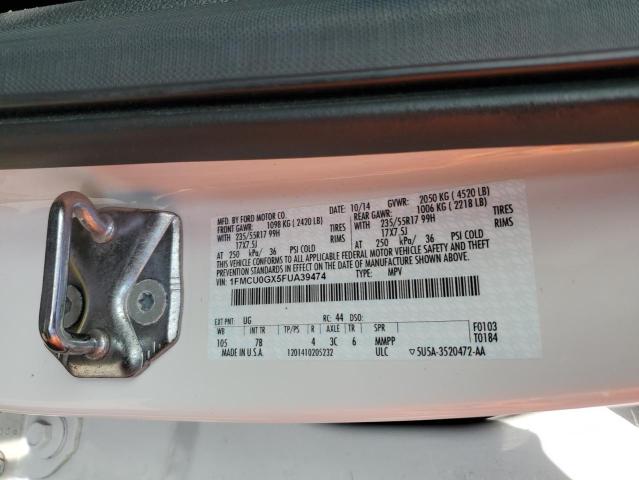 MFD. BY FORD MOTOR CO.
10/14 GVWR: 2050 KG ( 4520 LB)
FRONT GAWR: 1098 KG ( 2420 LB) REAR GAWR: 1006 KG ( 2218 LB)
WITH 235/55R17 99H TIRES WITH 235/55R17 99H TIRES
17X7.5J RIMS 17X7.5J RIMS
AT 250 kPa/ 36 PSI COLD AT 250 kPa/ 36 PSI COLD
THIS VEHICLE CONFORMS TO ALL APPLICABLE FEDERAL MOTOR VEHICLE SAFETY AND THEFT
PREVENTION STANDARDS IN EFFECT ON THE DATE OF MANUFACTURE SHOWN ABOVE.
VIN: 1FMCU0GX5FUA39474 TYPE: MPV
EXT PNT: UG RC: 44 DSO: F0103
WB INT TR TP/PS R AXLE TR SPR T0184
105 7B 4 3C 6 MMPP
MADE IN U.S.A. 1201410205232 ULC ▽5U5A-3520472-AA